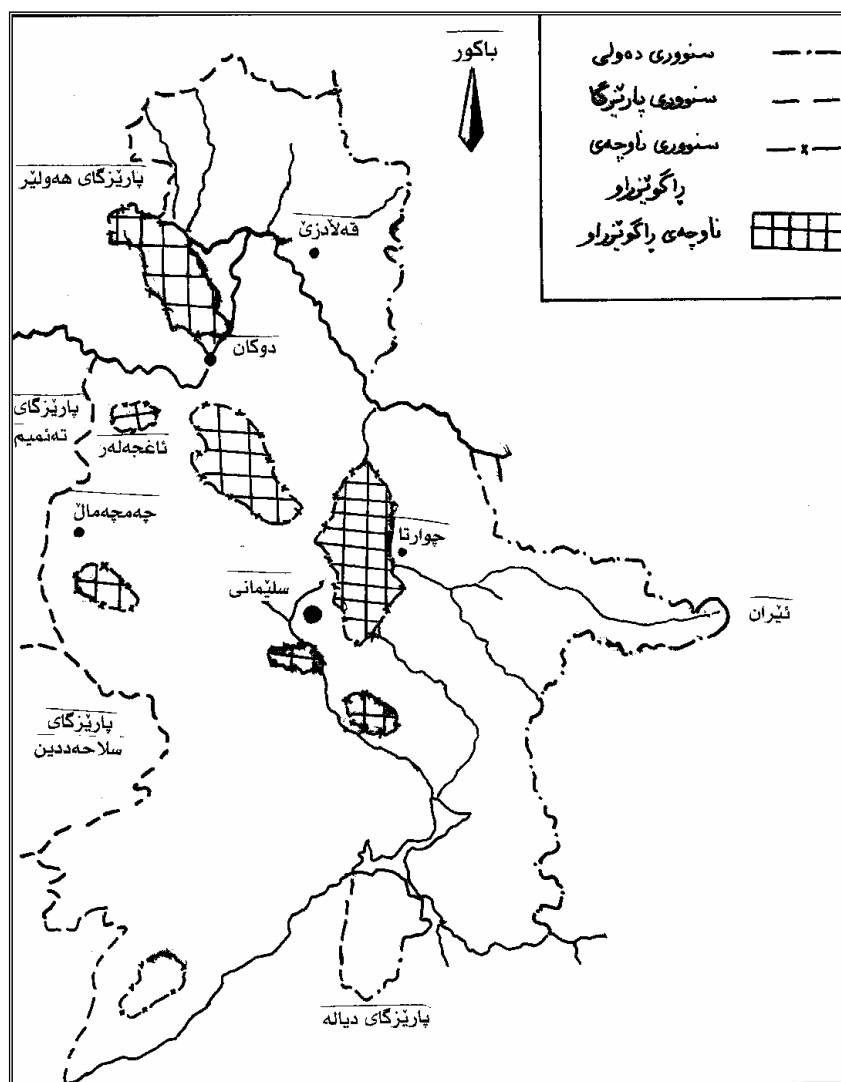 باکور
سنووری دەولی
سنووری پارێزگا
سنووری ناوچەی
ڕاگوێزراو
ناوچەی ڕاگوێزراو
پارێزگای هەولێر
قەڵادزێ
دوکان
پارێزگای
تەئمیم
ئاغجەلەر
چەمچەماڵ
چوارتا
سلێمانی
ئێران
پارێزگای
سلاحەددین
پارێزگای دیالە